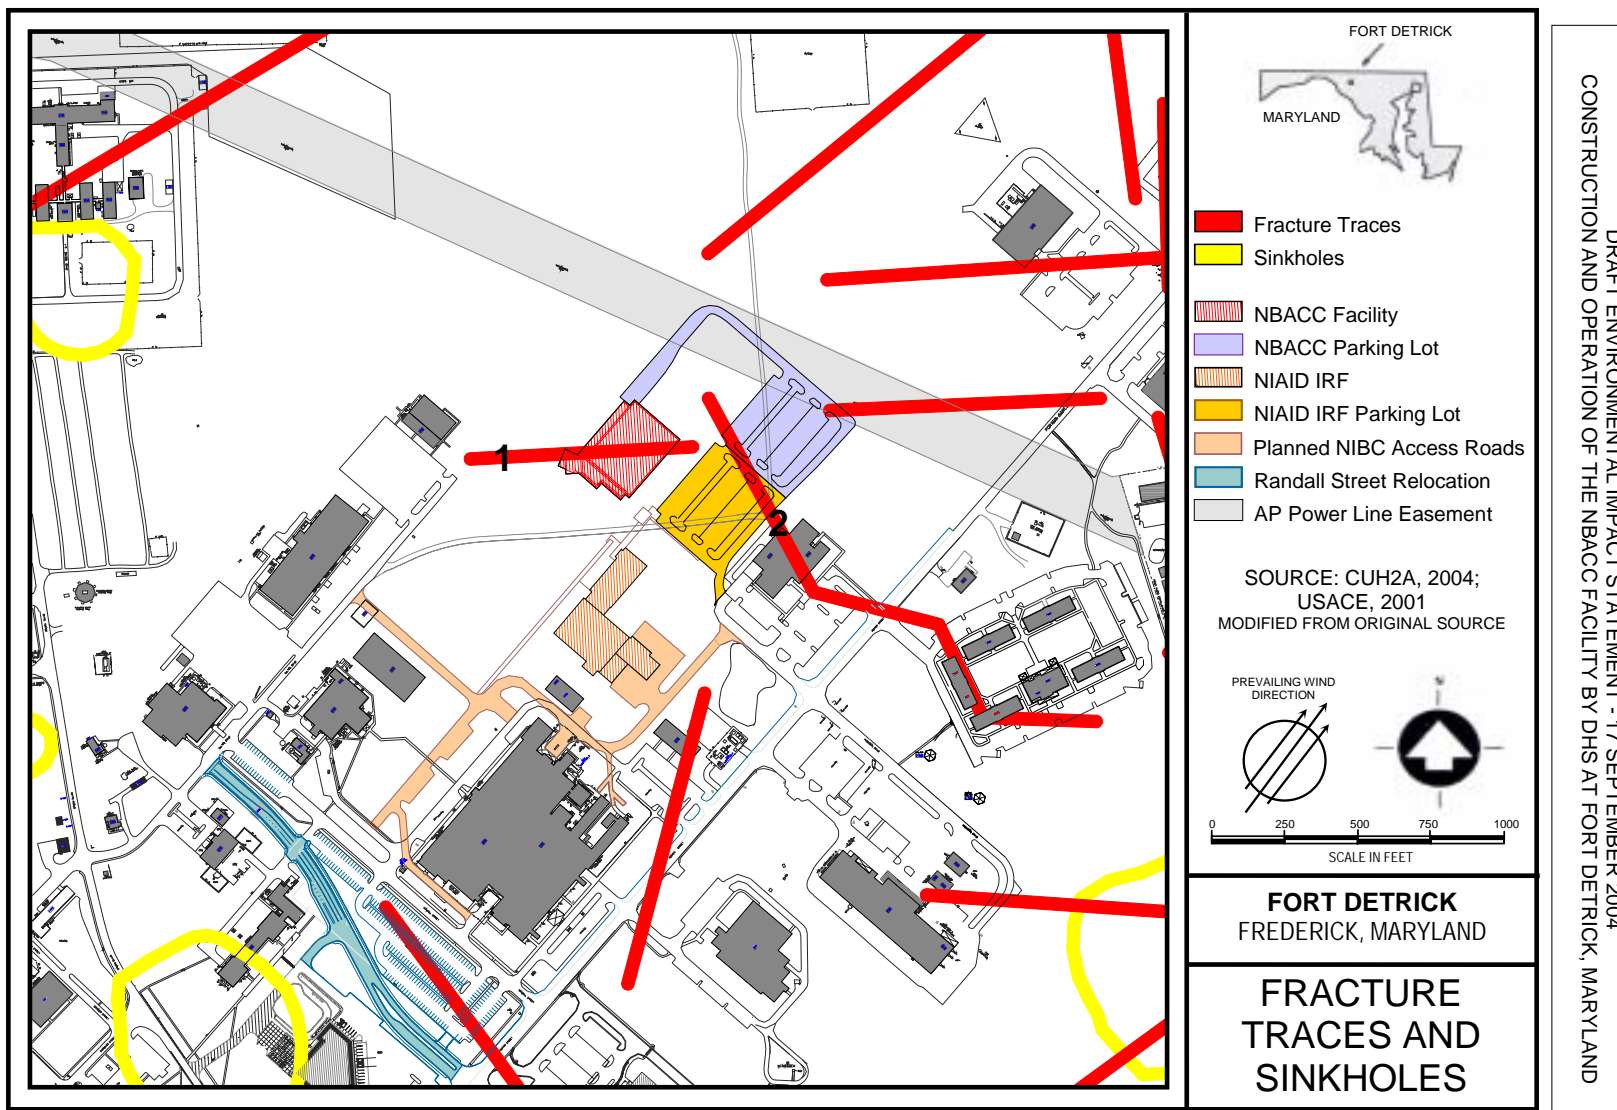 1
2
FORT DETRICK
MARYLAND
Fracture Traces
Sinkholes
NBACC Facility
NBACC Parking Lot
NIAID IRF
NIAID IRF Parking Lot
Planned NIBC Access Roads
Randall Street Relocation
AP Power Line Easement
SOURCE: CUH2A, 2004;
USACE, 2001
MODIFIED FROM ORIGINAL SOURCE
PREVAILING WIND
DIRECTION
0 250 500 750 1000
SCALE IN FEET
FORT DETRICK
FREDERICK, MARYLAND
FRACTURE
TRACES AND
SINKHOLES
DRAFT ENVIRONMENTAL IMPACT STATEMENT - 17 SEPTEMBER 2004
CONSTRUCTION AND OPERATION OF THE NBACC FACILITY BY DHS AT FORT DETRICK, MARYLAND